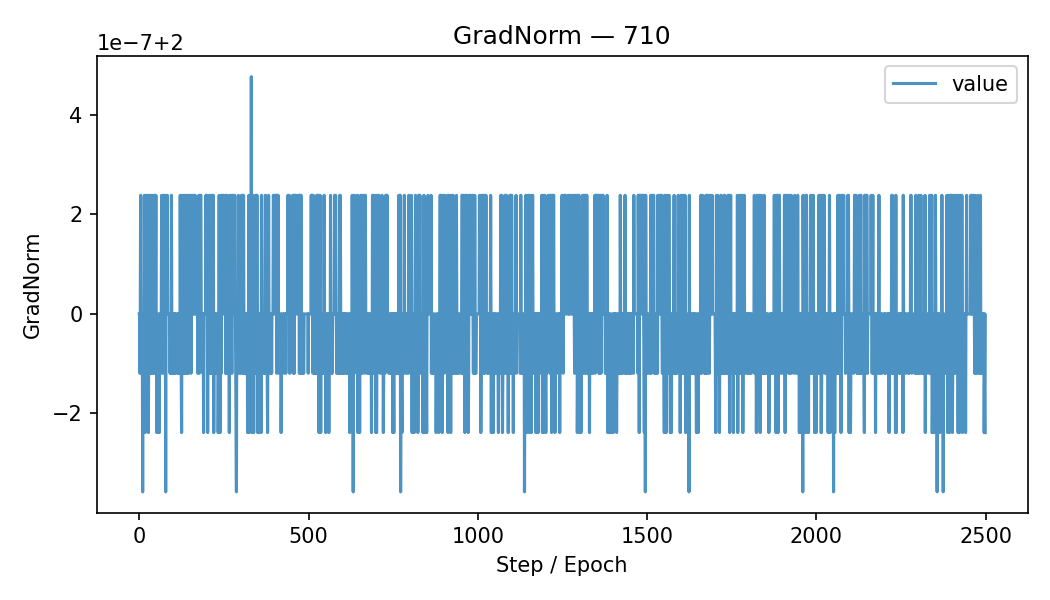 GradNorm — 710
1e−7+2
value
4
2
0
−2
GradNorm
0
500
1000
1500
2000
2500
Step / Epoch